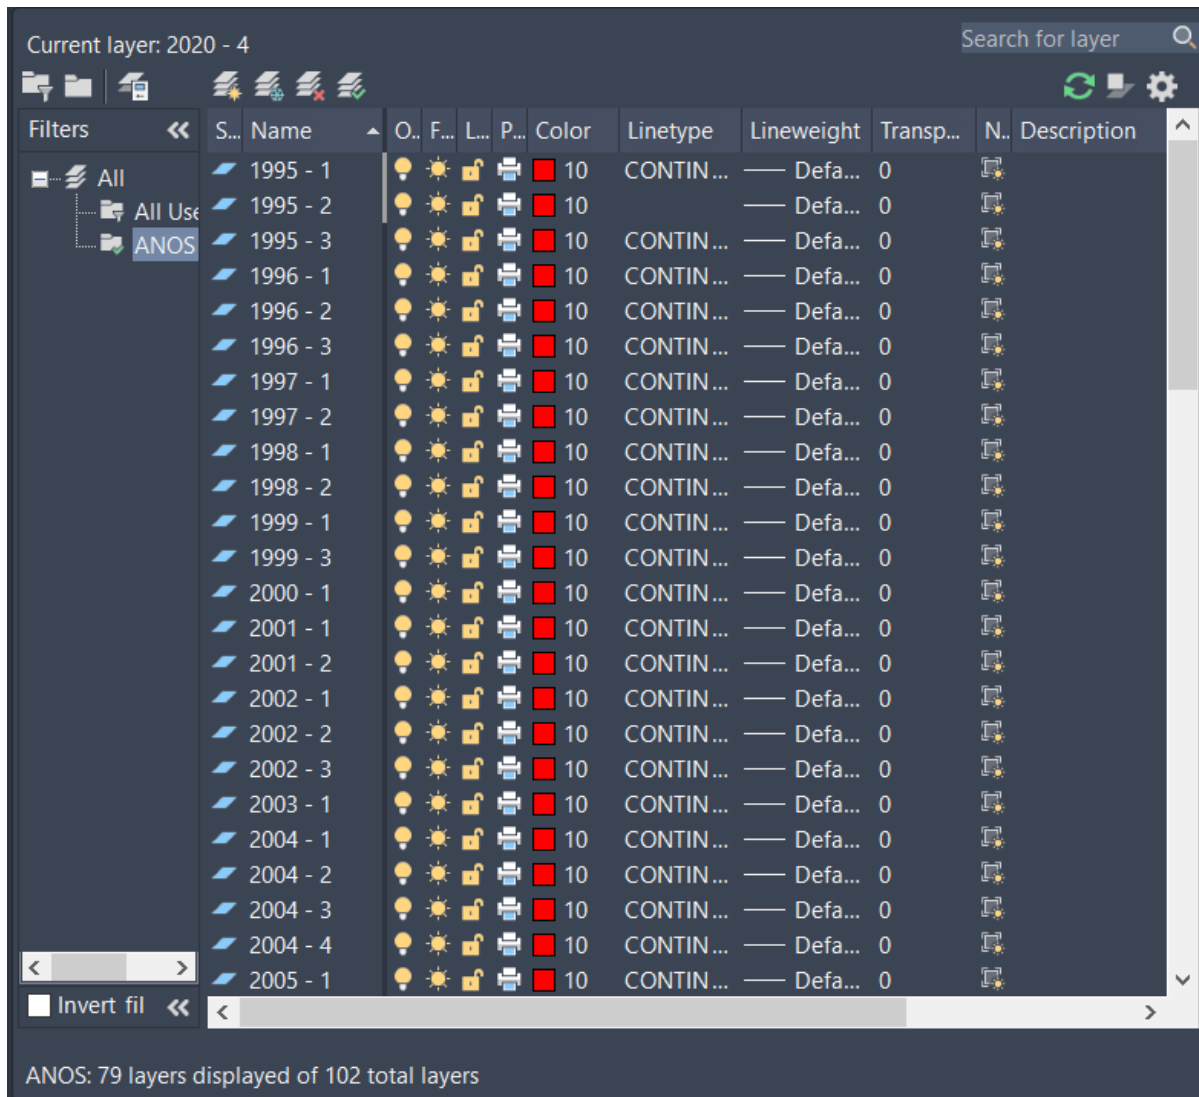 Current layer: 2020 - 4
Search for layer
Filters
S... Name O.. F... L... P... Color Linetype Lineweight Transp... N.. Description
All
All Use
ANOS
1995 - 1 10 CONTIN... Defa... 0
1995 - 2 10 Defa... 0
1995 - 3 10 CONTIN... Defa... 0
1996 - 1 10 CONTIN... Defa... 0
1996 - 2 10 CONTIN... Defa... 0
1996 - 3 10 CONTIN... Defa... 0
1997 - 1 10 CONTIN... Defa... 0
1997 - 2 10 CONTIN... Defa... 0
1998 - 1 10 CONTIN... Defa... 0
1998 - 2 10 CONTIN... Defa... 0
1999 - 1 10 CONTIN... Defa... 0
1999 - 3 10 CONTIN... Defa... 0
2000 - 1 10 CONTIN... Defa... 0
2001 - 1 10 CONTIN... Defa... 0
2001 - 2 10 CONTIN... Defa... 0
2002 - 1 10 CONTIN... Defa... 0
2002 - 2 10 CONTIN... Defa... 0
2002 - 3 10 CONTIN... Defa... 0
2003 - 1 10 CONTIN... Defa... 0
2004 - 1 10 CONTIN... Defa... 0
2004 - 2 10 CONTIN... Defa... 0
2004 - 3 10 CONTIN... Defa... 0
2004 - 4 10 CONTIN... Defa... 0
2005 - 1 10 CONTIN... Defa... 0
Invert fil
ANOS: 79 layers displayed of 102 total layers